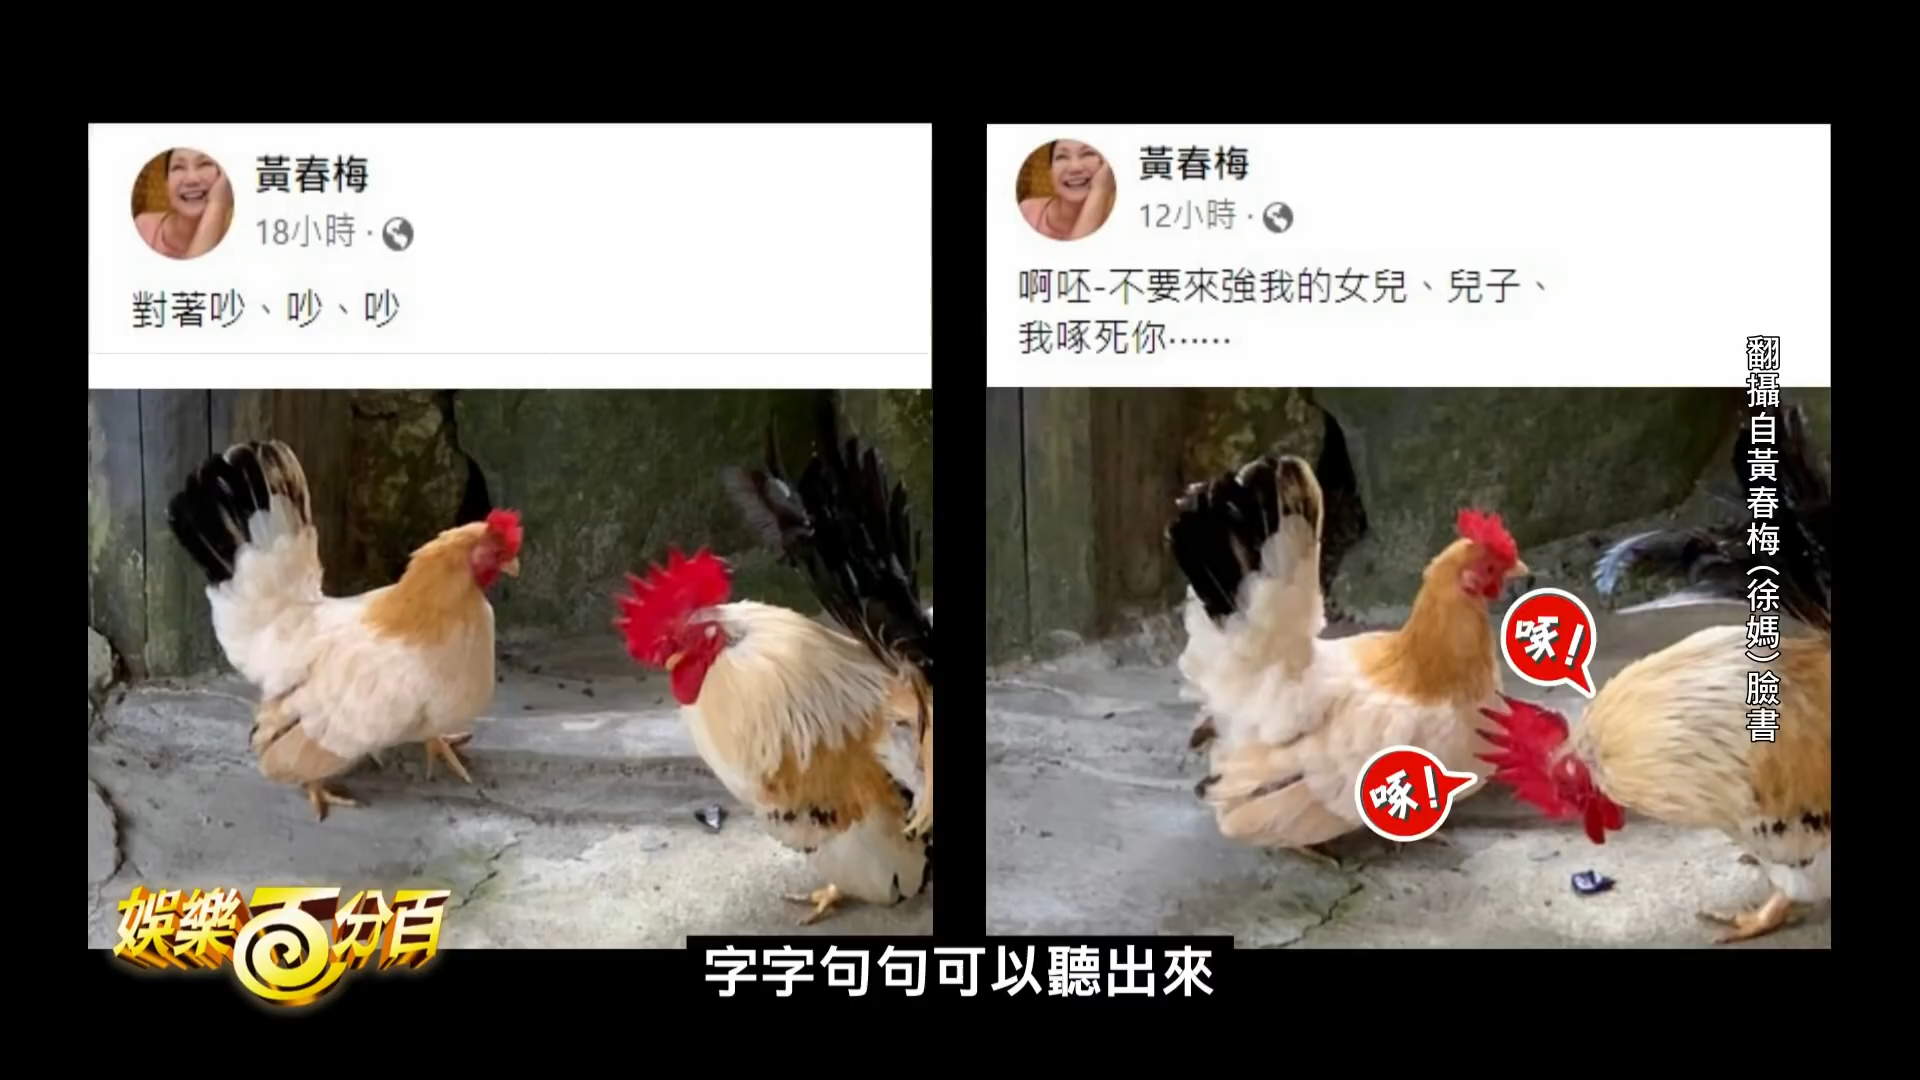 黃春梅
18小時·
對著吵、吵、吵
黃春梅
12小時·
啊呸-不要來強我的女兒、兒子、
我啄死你⋯⋯
翻攝自黃春梅(徐媽)臉書
啄!
啄!
娛樂百分百
字字句句可以聽出來